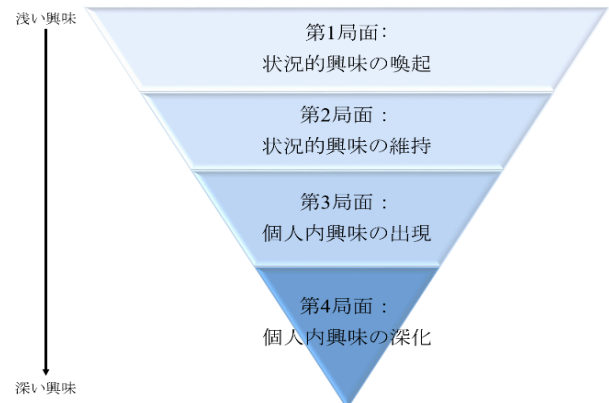 浅い興味
第1局面：
状況的興味の喚起
第2局面：
状況的興味の維持
第3局面：
個人内興味の出現
第4局面：
個人内興味の深化
深い興味